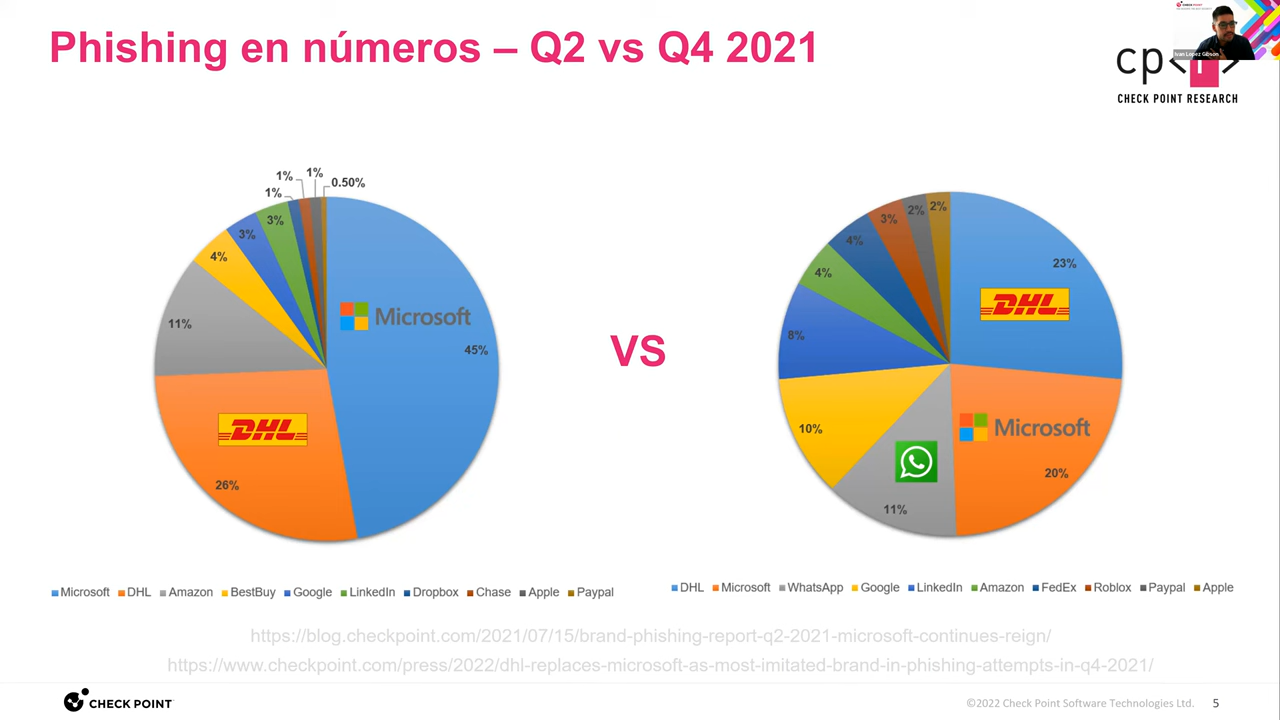 Phishing en números – Q2 vs Q4 2021
CHECK POINT
Ivan López Gibson
cp<r>
CHECK POINT RESEARCH
1%
1%
1%
0.50%
3%
3%
4%
11%
Microsoft
45%
DHL
26%
VS
2%
2%
3%
4%
4%
8%
10%
11%
23%
DHL
Microsoft
20%
Microsoft DHL Amazon BestBuy Google LinkedIn Dropbox Chase Apple Paypal
DHL Microsoft WhatsApp Google LinkedIn Amazon FedEx Roblox Paypal Apple
https://blog.checkpoint.com/2021/07/15/brand-phishing-report-q2-2021-microsoft-continues-reign/
https://www.checkpoint.com/press/2022/dhl-replaces-microsoft-as-most-imitated-brand-in-phishing-attempts-in-q4-2021/
CHECK POINT
©2022 Check Point Software Technologies Ltd. 5